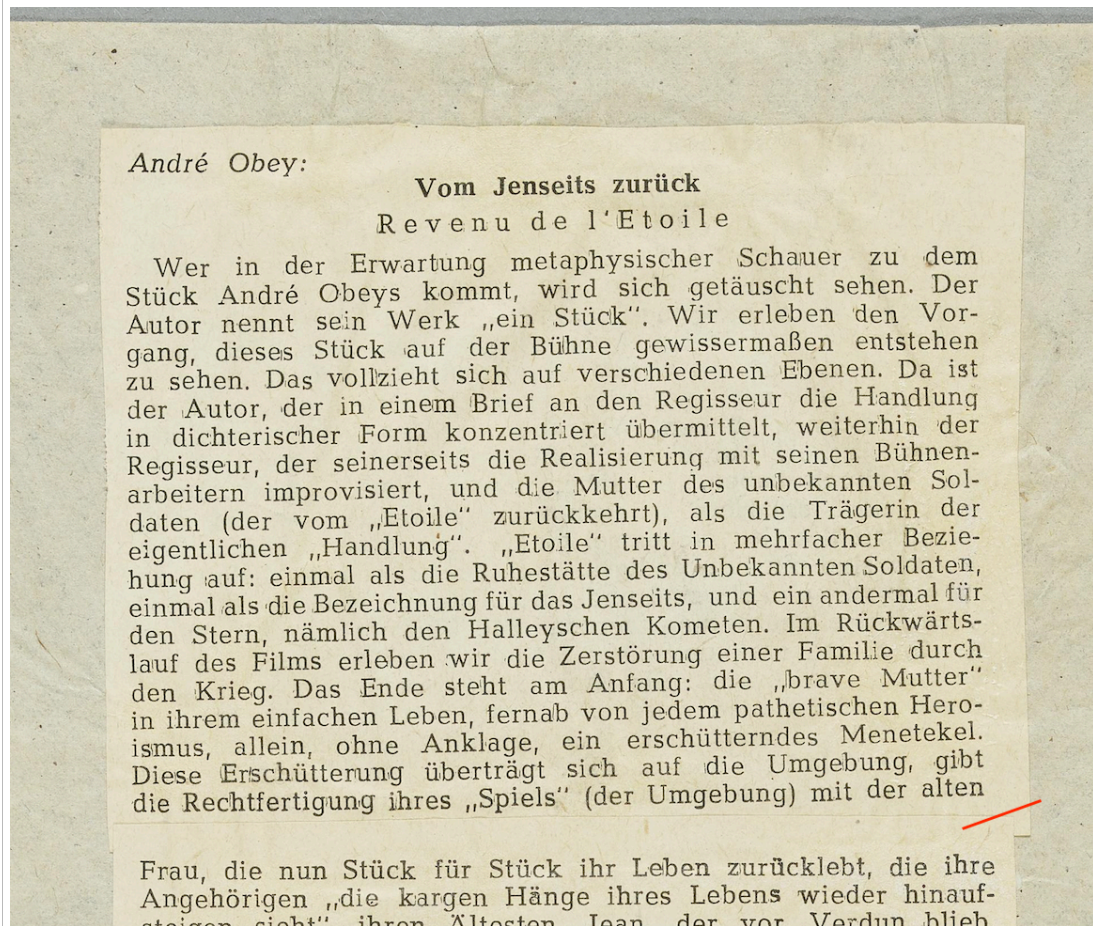 André Obey:
Vom Jenseits zurück
Revenu de l'Etoile
Wer in der Erwartung metaphysischer Schauer zu dem
Stück André Obeys kommt, wird sich getäuscht sehen. Der
Autor nennt sein Werk „ein Stück“. Wir erleben den Vor-
gang, dieses Stück auf der Bühne gewissermaßen entstehen
zu sehen. Das vollzieht sich auf verschiedenen Ebenen. Da ist
der Autor, der in einem Brief an den Regisseur die Handlung
in dichterischer Form konzentriert übermittelt, weiterhin der
Regisseur, der seinerseits die Realisierung mit seinen Bühnen-
arbeitern improvisiert, und die Mutter des unbekannten Sol-
daten (der vom „Etoile“ zurückkehrt), als die Trägerin der
eigentlichen „Handlung“. „Etoile“ tritt in mehrfacher Bezie-
hung auf: einmal als die Ruhestätte des Unbekannten Soldaten,
einmal als die Bezeichnung für das Jenseits, und ein andermal für
den Stern, nämlich den Halleyschen Kometen. Im Rückwärts-
lauf des Films erleben wir die Zerstörung einer Familie durch
den Krieg. Das Ende steht am Anfang: die „brave Mutter“
in ihrem einfachen Leben, fernab von jedem pathetischen Hero-
ismus, allein, ohne Anklage, ein erschütterndes Menetekel.
Diese Erschütterung überträgt sich auf die Umgebung, gibt
die Rechtfertigung ihres „Spiels“ (der Umgebung) mit der alten
Frau, die nun Stück für Stück ihr Leben zurücklebt, die ihre
Angehörigen „die kargen Hänge ihres Lebens wieder hinauf-
steigen sieht“, ihren Ältesten, Jean, der vor Verdun blieb